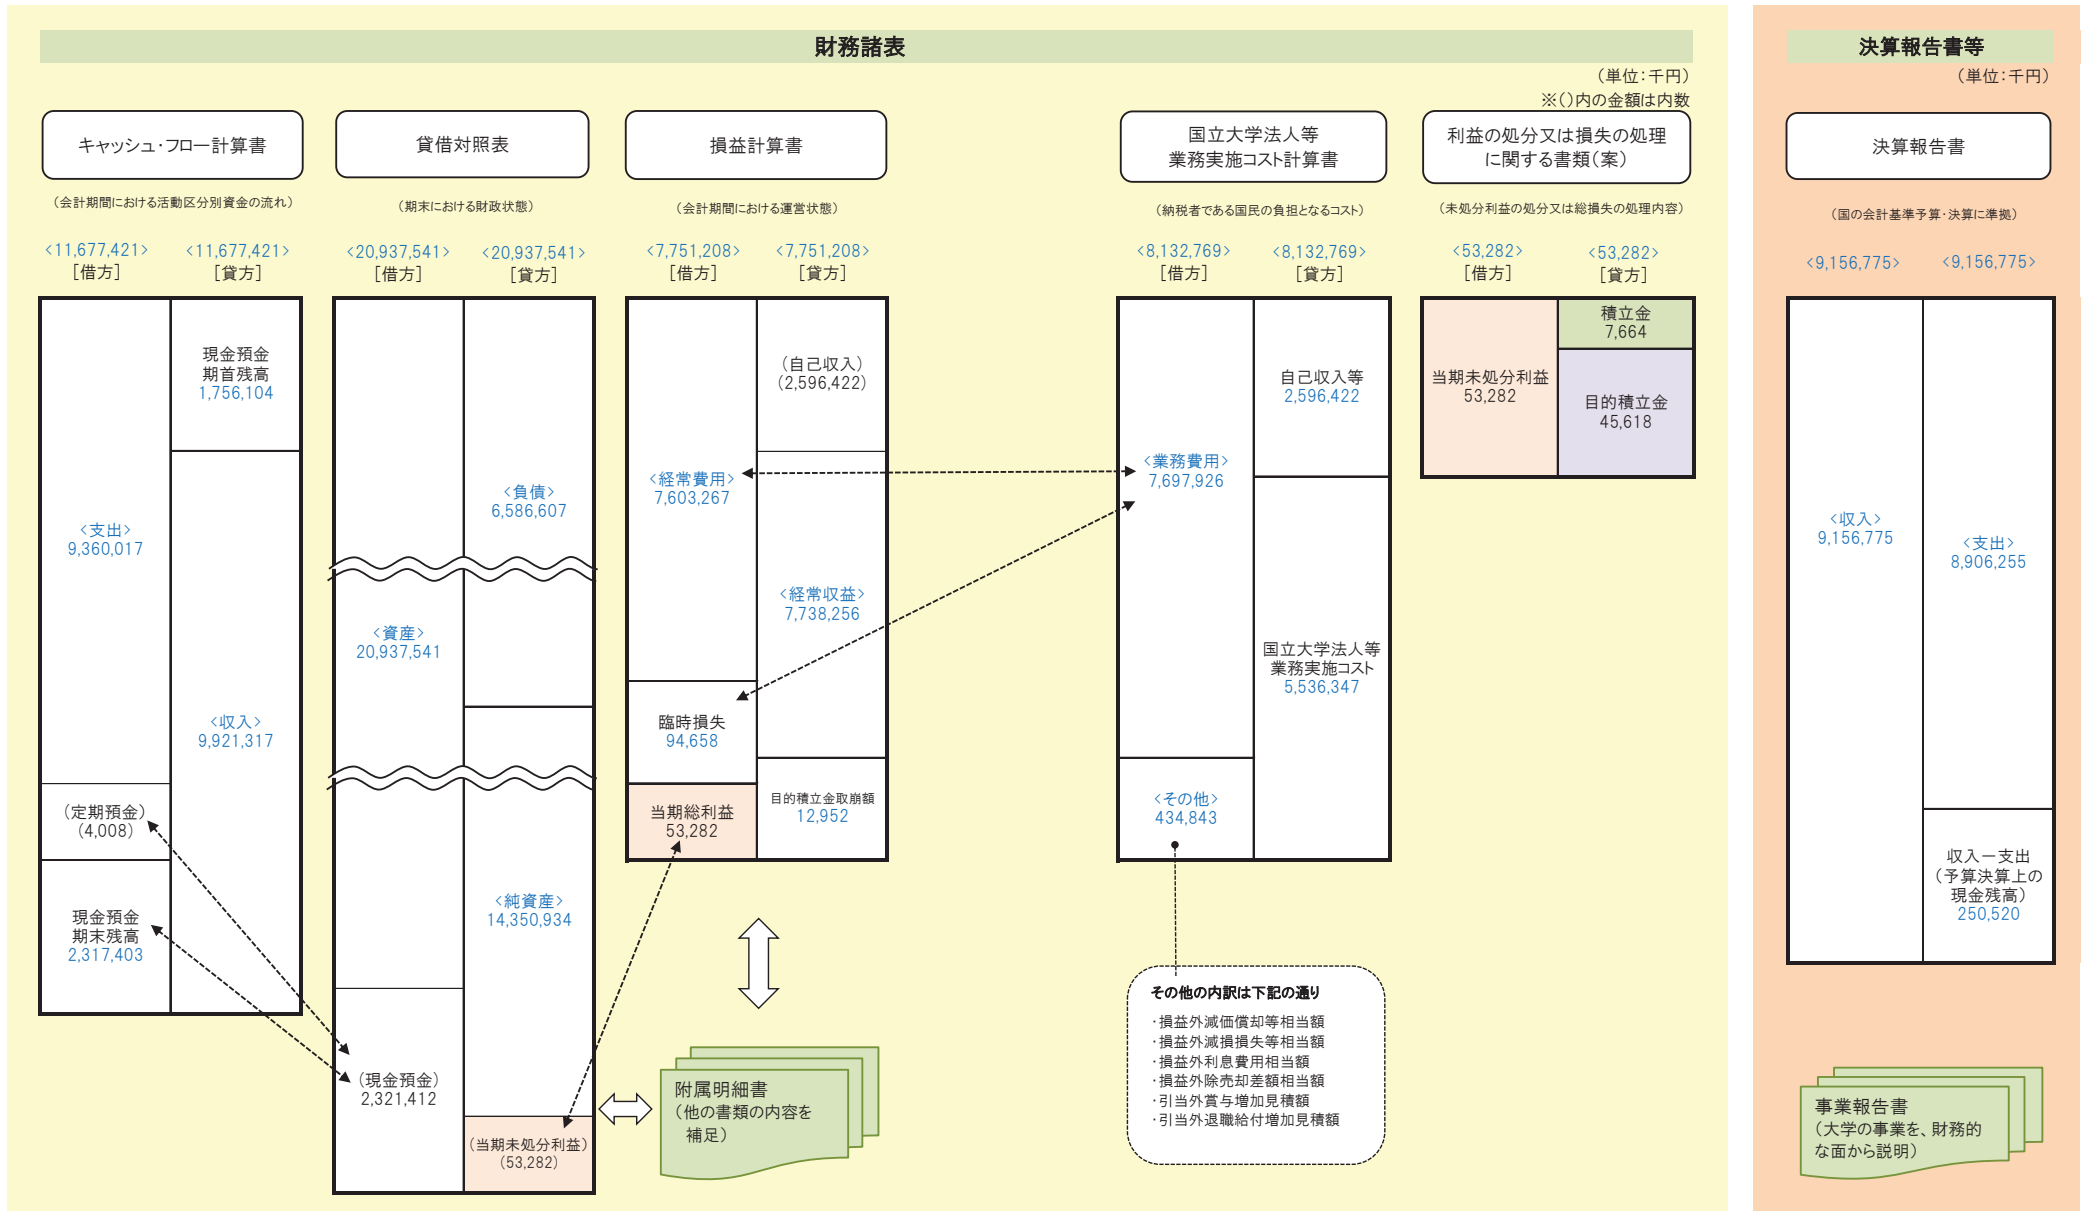 財務諸表
（単位：千円）
※（）内の金額は内数
キャッシュ・フロー計算書
（会計期間における活動区分別資金の流れ）
<11,677,421>
<11,677,421>
［借方］
［貸方］
現金預金
期首残高
1,756,104
<支出>
9,360,017
<収入>
9,921,317
（定期預金）
（4,008）
現金預金
期末残高
2,317,403
貸借対照表
（期末における財政状態）
<20,937,541>
<20,937,541>
［借方］
［貸方］
<負債>
6,586,607
<資産>
20,937,541
<純資産>
14,350,934
（現金預金）
2,321,412
（当期未処分利益）
（53,282）
損益計算書
（会計期間における運営状態）
<7,751,208>
<7,751,208>
［借方］
［貸方］
（自己収入）
（2,596,422）
<経常費用>
7,603,267
<経常収益>
7,738,256
臨時損失
94,658
当期総利益
53,282
目的積立金取崩額
12,952
附属明細書
（他の書類の内容を
補足）
国立大学法人等
業務実施コスト計算書
（納税者である国民の負担となるコスト）
<8,132,769>
<8,132,769>
［借方］
［貸方］
自己収入等
2,596,422
<業務費用>
7,697,926
国立大学法人等
業務実施コスト
5,536,347
<その他>
434,843
その他の内訳は下記の通り
・損益外減価償却等相当額
・損益外減損損失等相当額
・損益外利息費用相当額
・損益外除売却差額相当額
・引当外賞与増加見積額
・引当外退職給付増加見積額
利益の処分又は損失の処理
に関する書類（案）
（未処分利益の処分又は総損失の処理内容）
<53,282>
<53,282>
［借方］
［貸方］
積立金
7,664
当期未処分利益
53,282
目的積立金
45,618
決算報告書等
（単位：千円）
決算報告書
（国の会計基準予算・決算に準拠）
<9,156,775>
<9,156,775>
<収入>
9,156,775
<支出>
8,906,255
収入－支出
（予算決算上の
現金残高）
250,520
事業報告書
（大学の事業を、財務的
な面から説明）